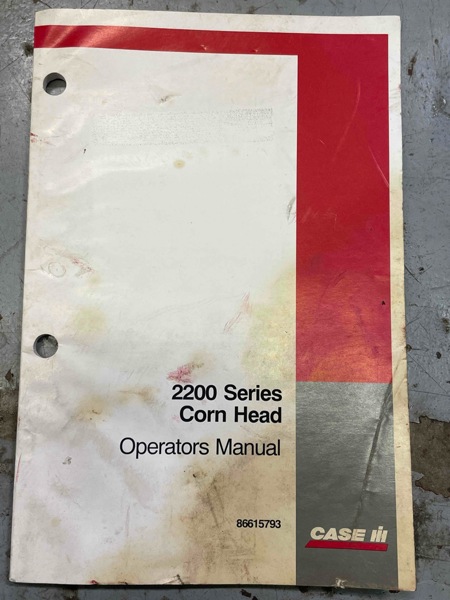 2200 Series
Corn Head
Operators Manual
86615793
CASE IH